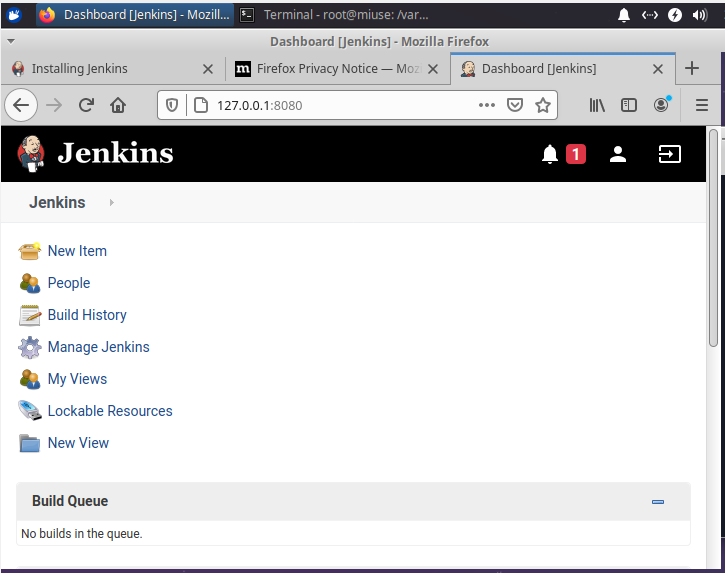 Dashboard [Jenkins] - Mozill... Terminal - root@miuse: /var...
Dashboard [Jenkins] - Mozilla Firefox
Installing Jenkins Firefox Privacy Notice — Moz Dashboard [Jenkins]
127.0.0.1:8080
Jenkins 1
Jenkins
New Item
People
Build History
Manage Jenkins
My Views
Lockable Resources
New View
Build Queue
No builds in the queue.